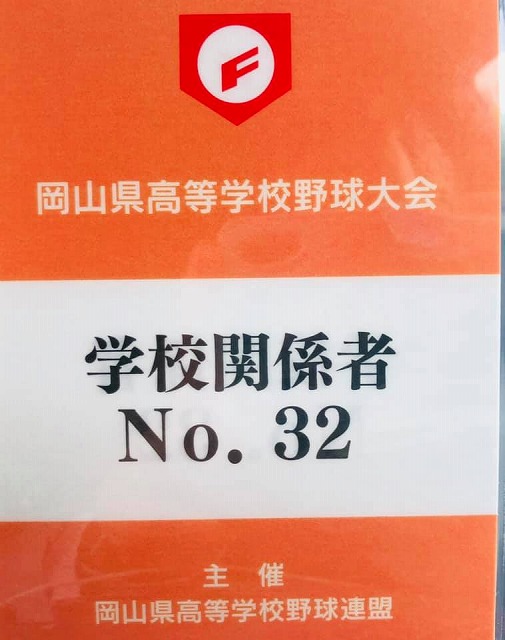 F
岡山県高等学校野球大会
学校関係者
No. 32
主 催
岡山県高等学校野球連盟